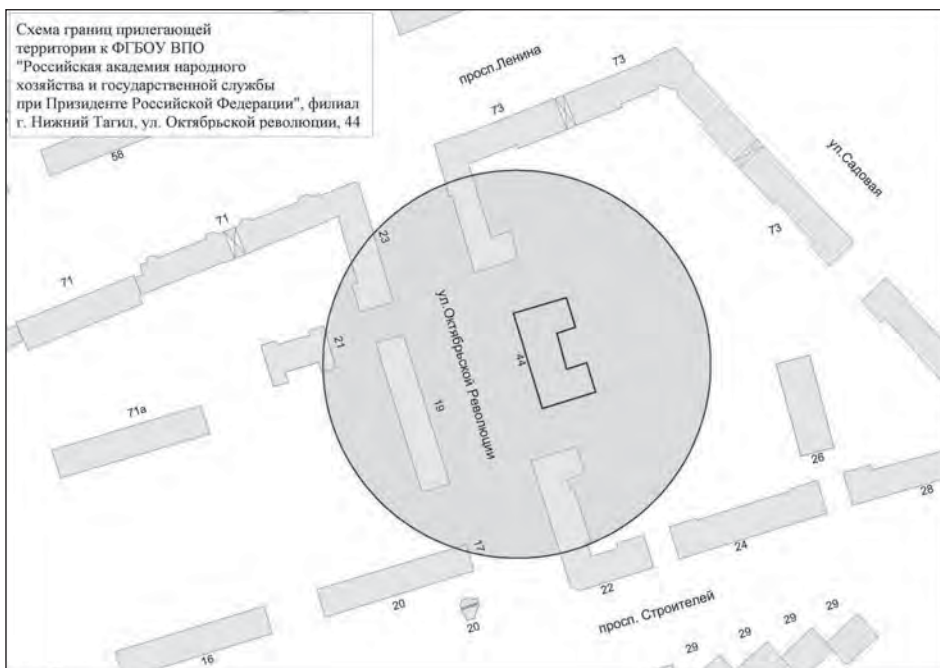 Схема границ прилегающей
территории к ФГБОУ ВПО
"Российская академия народного
хозяйства и государственной службы
при Президенте Российской Федерации", филиал
г. Нижний Тагил, ул. Октябрьской революции, 44
просп.Ленина
73
73
58
ул.Садовая
71
23
73
71
ул.Октябрьской Революции
21
44
19
71а
26
28
17
24
22
20
просп. Строителей
20
29
29
29
29
16